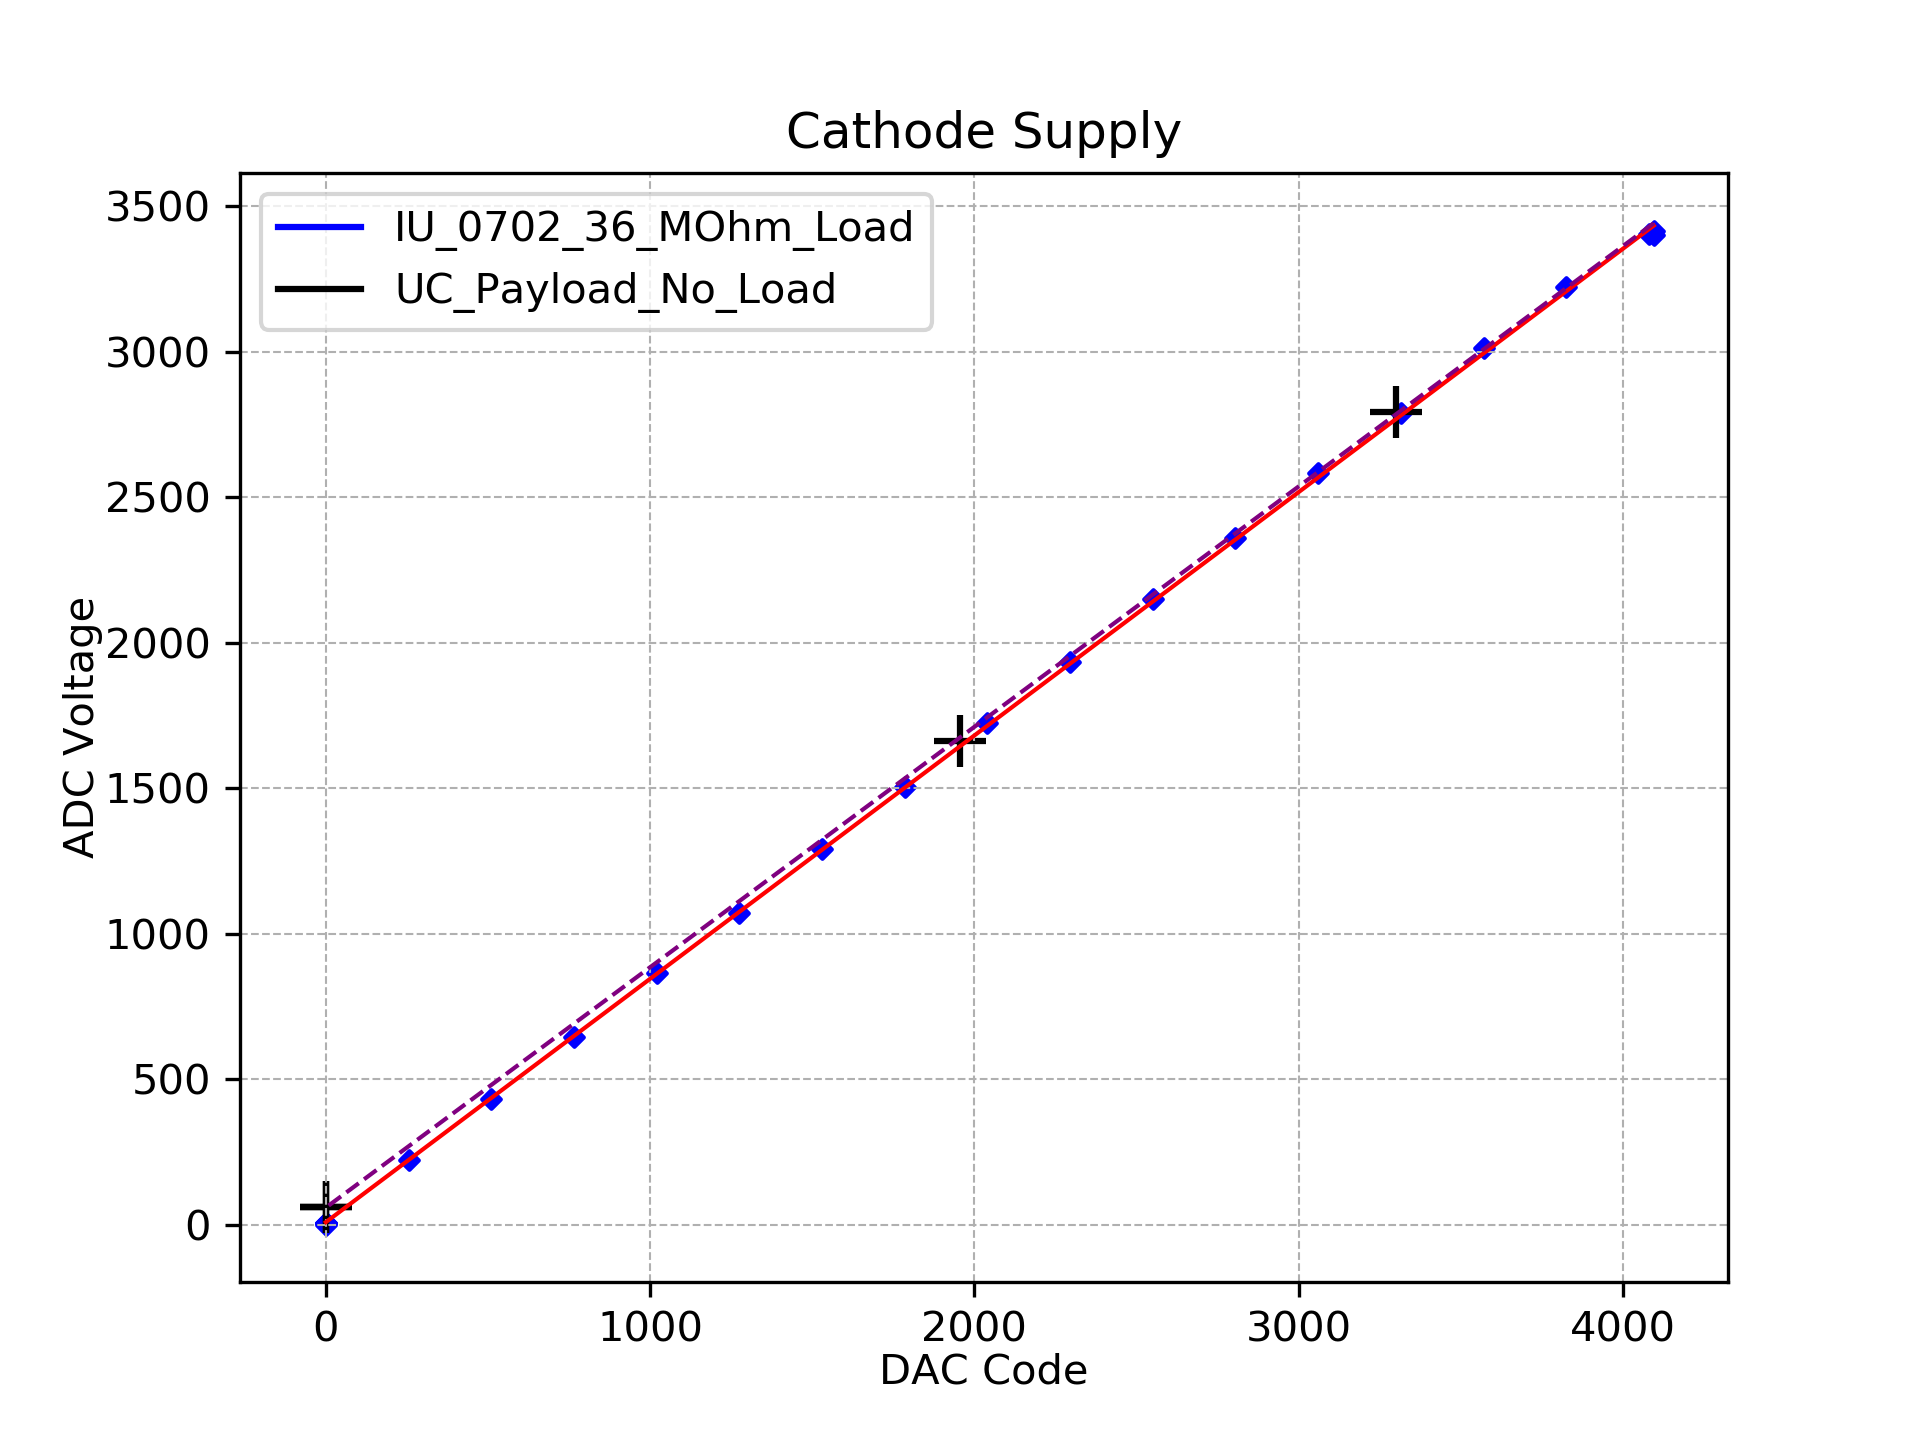 Cathode Supply
IU_0702_36_MOhm_Load
UC_Payload_No_Load
3500
3000
2500
2000
1500
1000
500
0
ADC Voltage
0 1000 2000 3000 4000
DAC Code